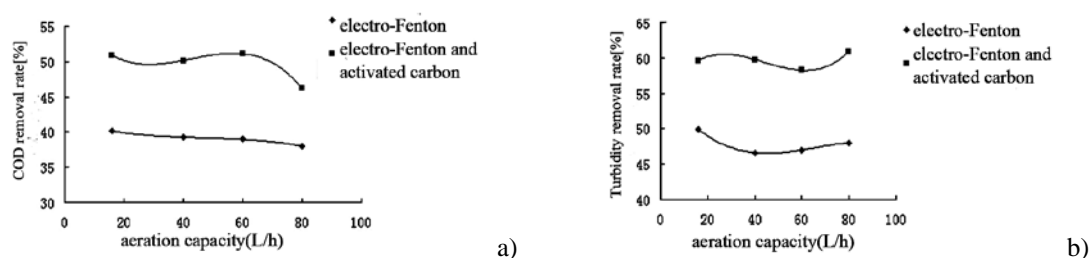 COD removal rate[%]
55
50
45
40
35
30
0
20
40
60
80
100
aeration capacity(L/h)
electro-Fenton
electro-Fenton and
activated carbon
a)
Turbidity removal rate[%]
65
60
55
50
45
40
0
20
40
60
80
100
aeration capacity(L/h)
electro-Fenton
electro-Fenton and
activated carbon
b)